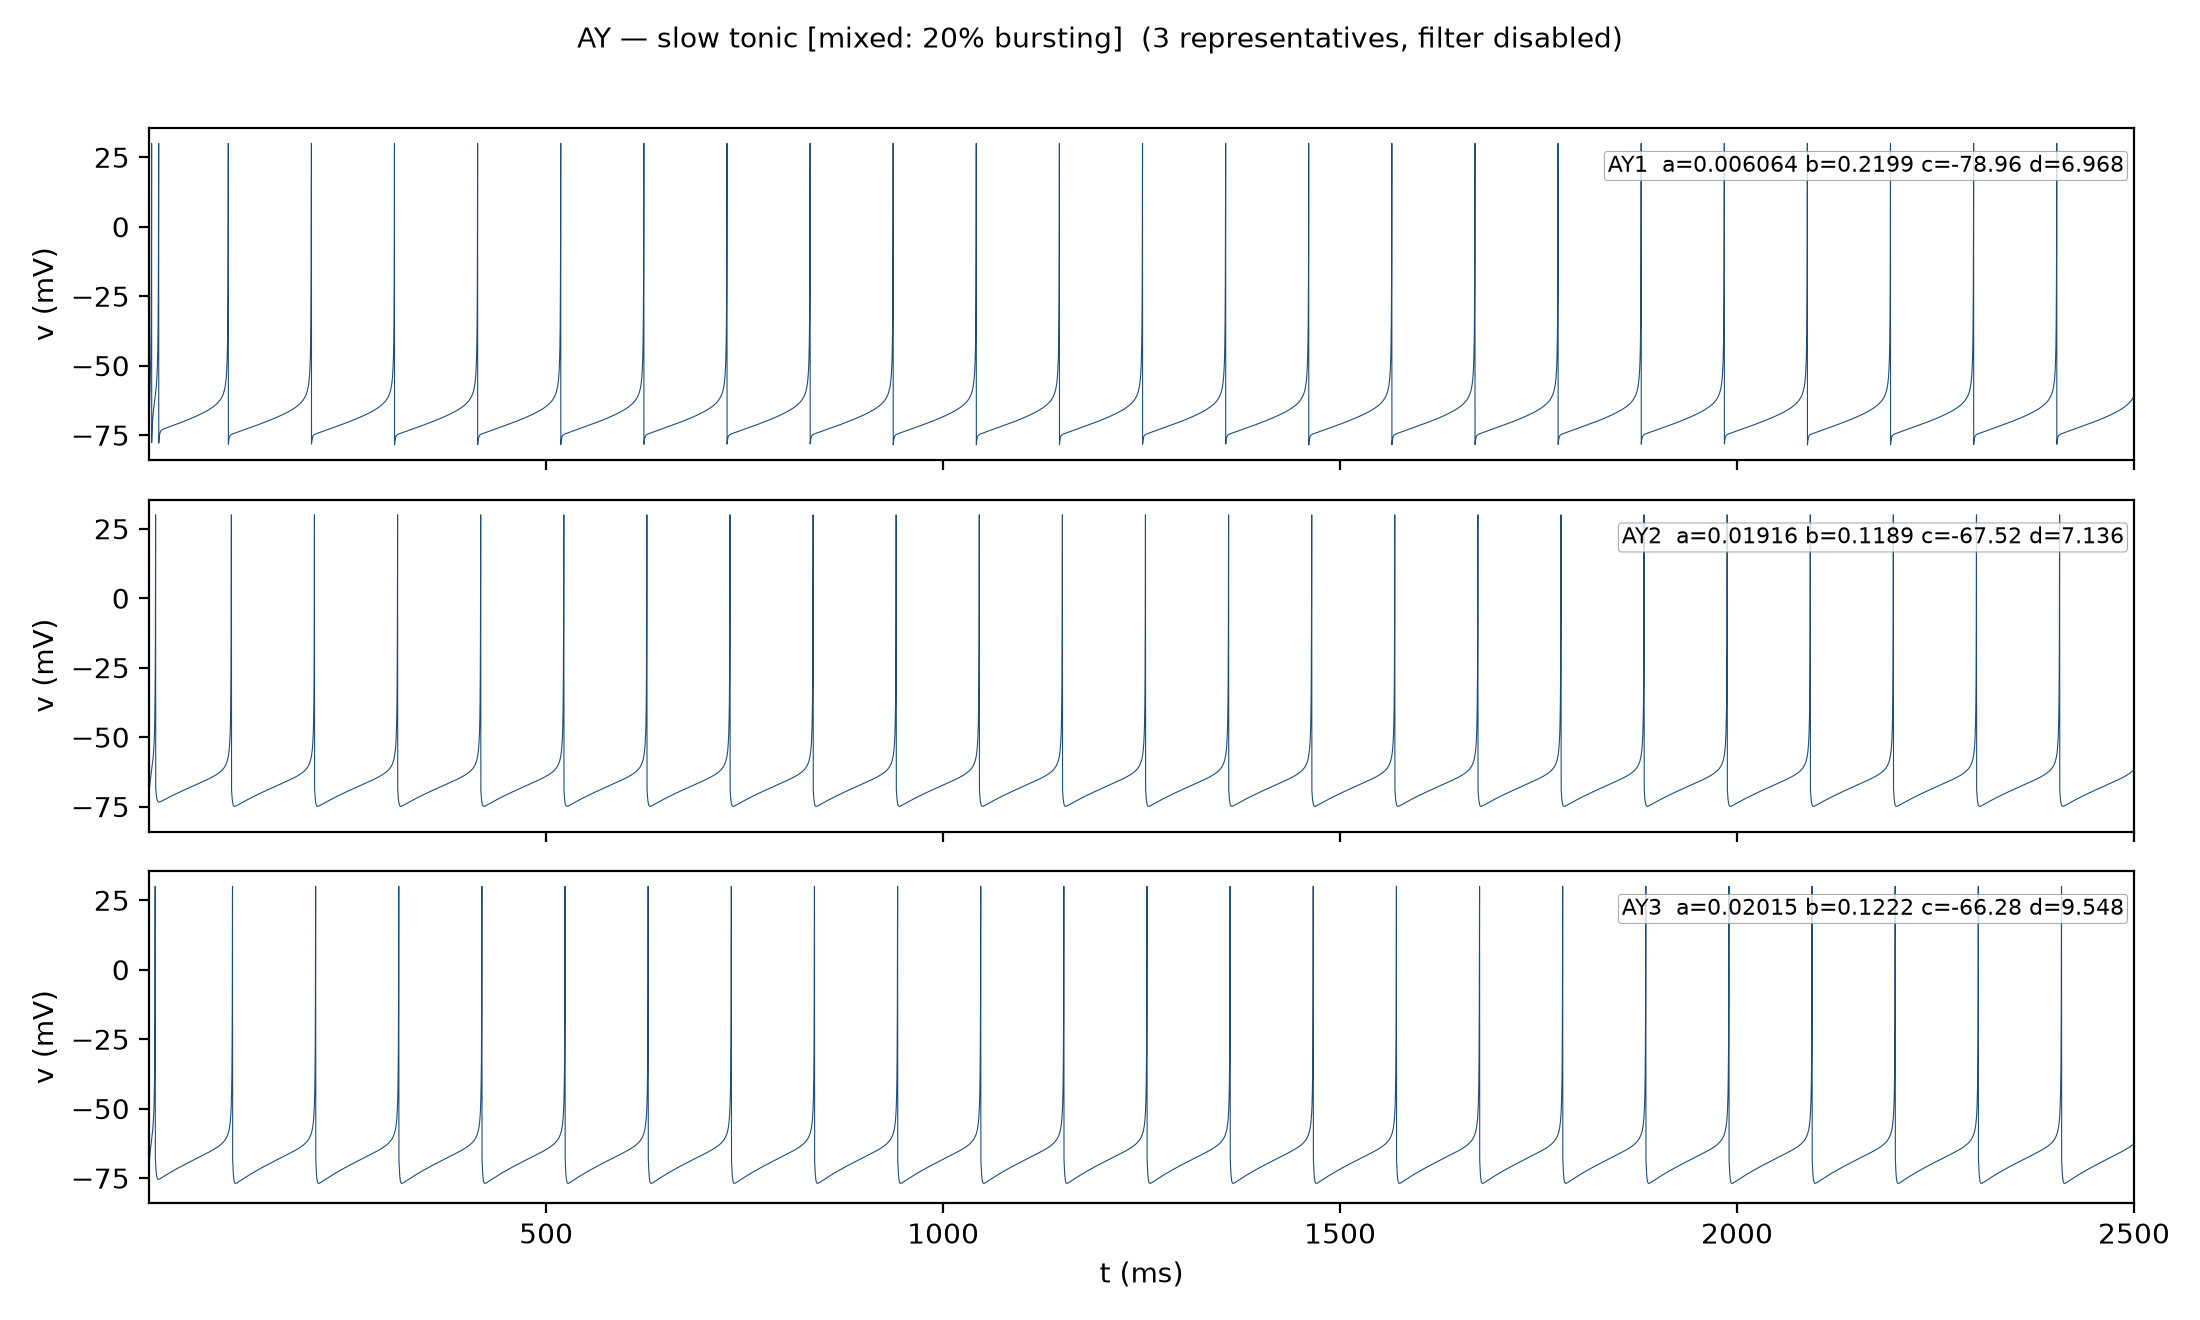 AY — slow tonic [mixed: 20% bursting]  (3 representatives, filter disabled)
25
0
−25
−50
−75
v (mV)
AY1  a=0.006064 b=0.2199 c=-78.96 d=6.968
25
0
−25
−50
−75
v (mV)
AY2  a=0.01916 b=0.1189 c=-67.52 d=7.136
25
0
−25
−50
−75
v (mV)
AY3  a=0.02015 b=0.1222 c=-66.28 d=9.548
500 1000 1500 2000 2500
t (ms)